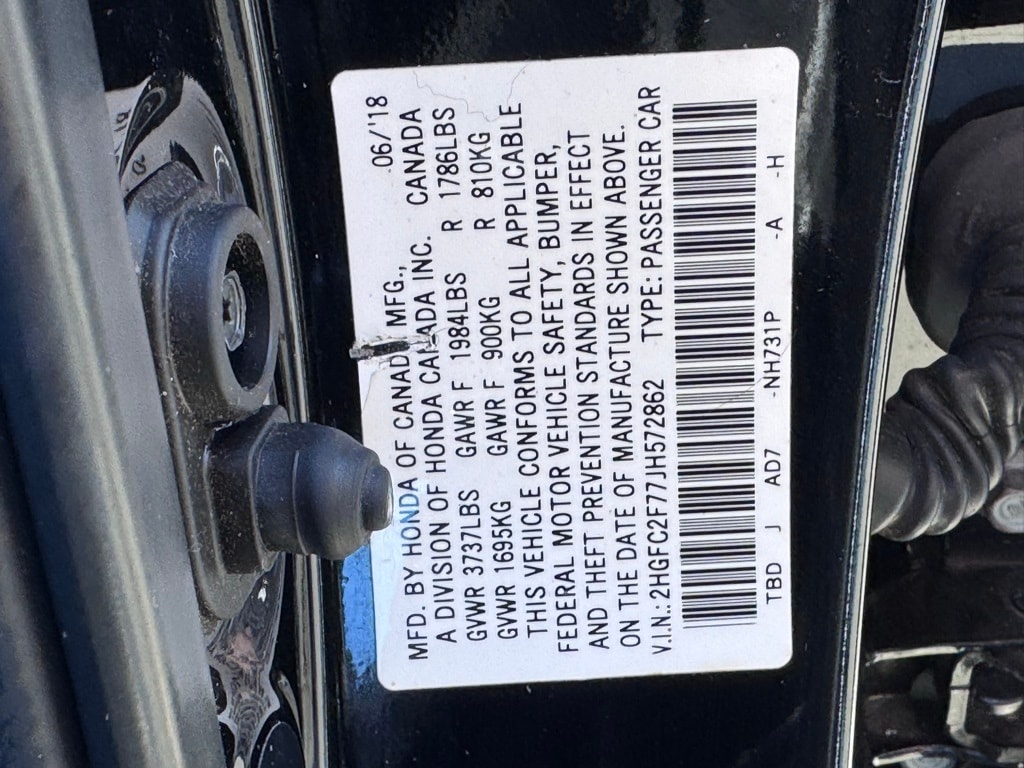 06/'18
MFD. BY HONDA OF CANADA MFG.,
A DIVISION OF HONDA CANADA INC. CANADA
GVWR 3737LBS GAWR F 1984LBS R 1786LBS
GVWR 1695KG GAWR F 900KG R 810KG
THIS VEHICLE CONFORMS TO ALL APPLICABLE
FEDERAL MOTOR VEHICLE SAFETY, BUMPER,
AND THEFT PREVENTION STANDARDS IN EFFECT
ON THE DATE OF MANUFACTURE SHOWN ABOVE.
V.I.N.: 2HGFC2F77JH572862 TYPE: PASSENGER CAR
TBD J AD7 -NH731P -A -H